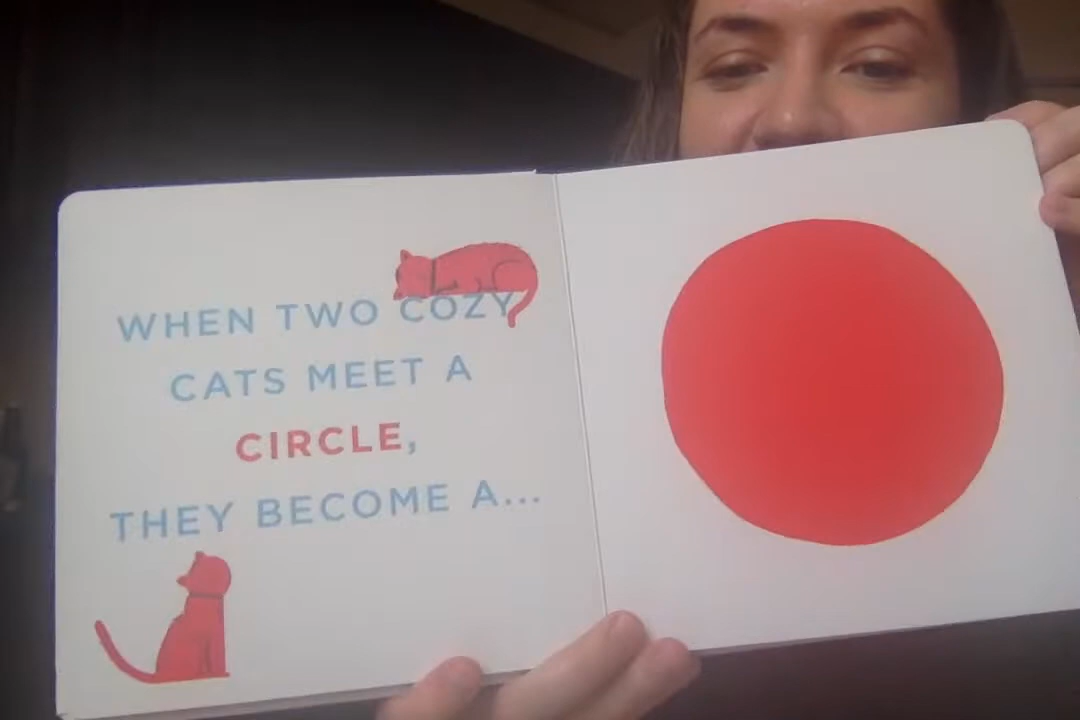 WHEN TWO COZY
CATS MEET A
CIRCLE,
THEY BECOME A...